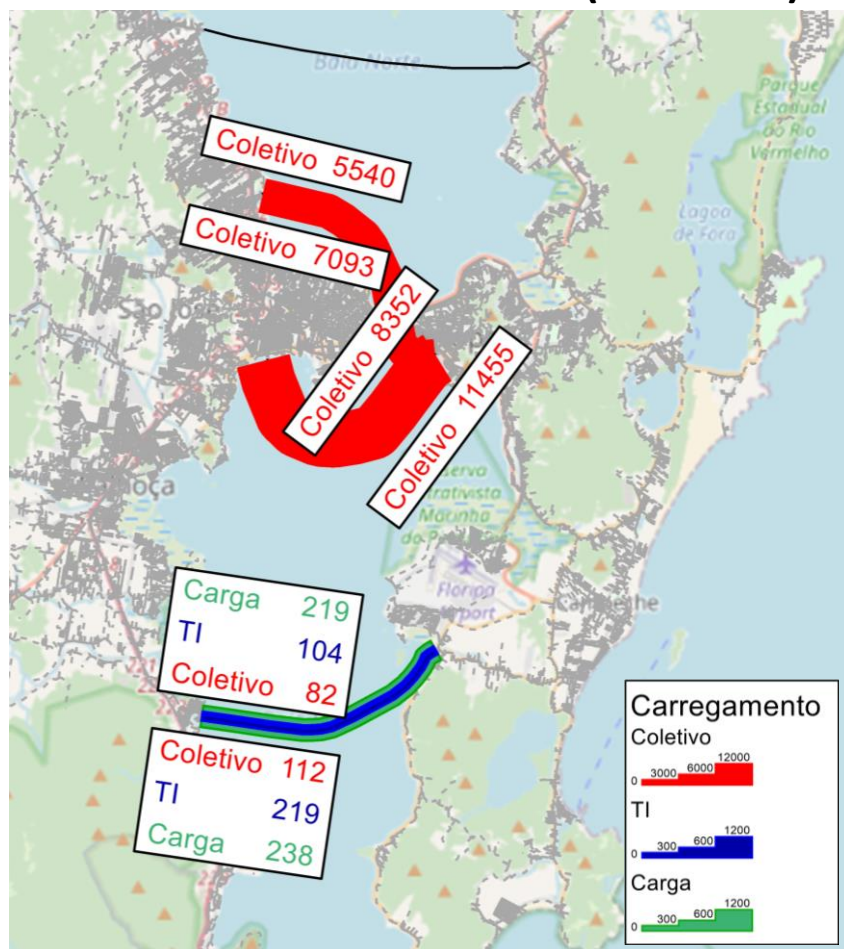 Baía Norte
Parque
Estadual
do Rio
Vermelho
Coletivo 5540
Lagoa
de Fora
Coletivo 7093
São José
Coletivo 8352
Coletivo 11455
Marinha
Floripa
Airport
Carga 219
TI 104
Coletivo 82
Coletivo 112
TI 219
Carga 238
Carregamento
Coletivo
0 3000 6000 12000
TI
0 300 600 1200
Carga
0 300 600 1200